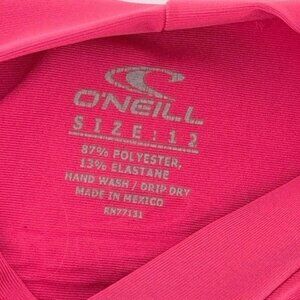 O'NEILL
SIZE: 12
87% POLYESTER,
13% ELASTANE
HAND WASH / DRIP DRY
MADE IN MEXICO
RN77131